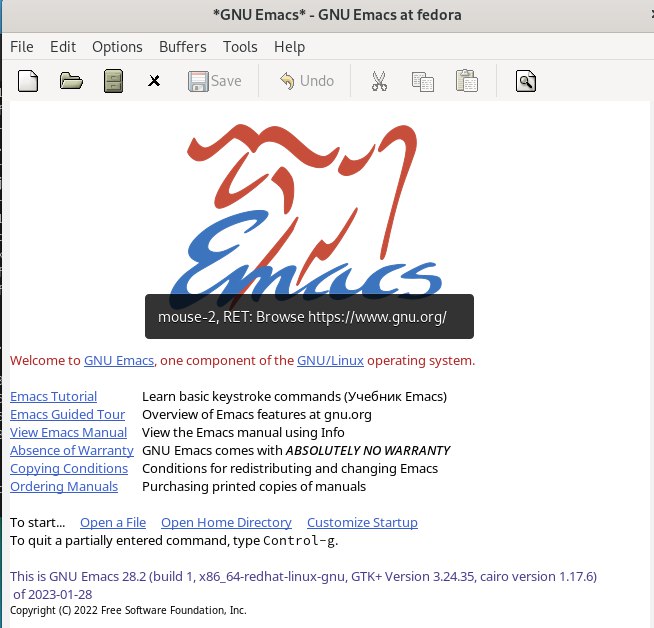 *GNU Emacs* - GNU Emacs at fedora
File Edit Options Buffers Tools Help
Save Undo
Emacs
mouse-2, RET: Browse https://www.gnu.org/
Welcome to GNU Emacs, one component of the GNU/Linux operating system.
Emacs Tutorial Learn basic keystroke commands (Учебник Emacs)
Emacs Guided Tour Overview of Emacs features at gnu.org
View Emacs Manual View the Emacs manual using Info
Absence of Warranty GNU Emacs comes with ABSOLUTELY NO WARRANTY
Copying Conditions Conditions for redistributing and changing Emacs
Ordering Manuals Purchasing printed copies of manuals
To start... Open a File Open Home Directory Customize Startup
To quit a partially entered command, type Control-g.
This is GNU Emacs 28.2 (build 1, x86_64-redhat-linux-gnu, GTK+ Version 3.24.35, cairo version 1.17.6)
of 2023-01-28
Copyright (C) 2022 Free Software Foundation, Inc.